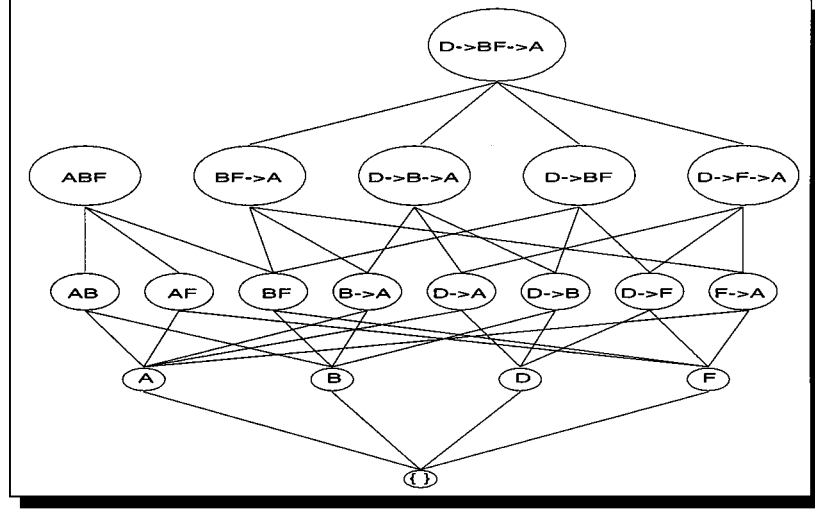 D->BF->A
ABF BF->A D->B->A D->BF D->F->A
AB AF BF B->A D->A D->B D->F F->A
A B D F
{ }